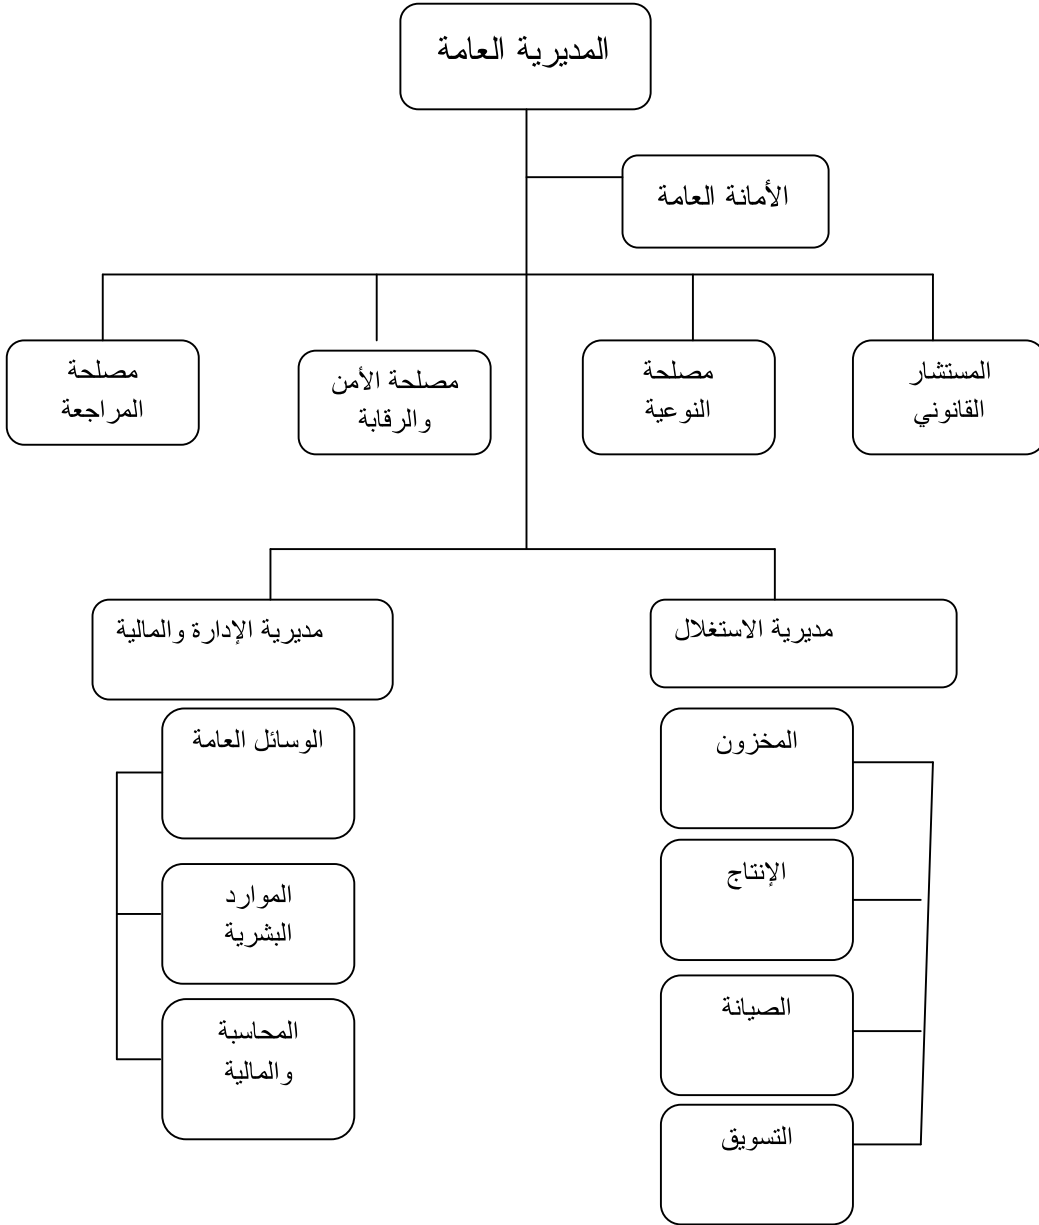 المديرية العامة
الأمانة العامة
المستشار
القانوني
مصلحة
النوعية
مصلحة الأمن
والرقابة
مصلحة
المراجعة
مديرية الاستغلال
مديرية الإدارة والمالية
المخزون
الإنتاج
الصيانة
التسويق
الوسائل العامة
الموارد
البشرية
المحاسبة
والمالية